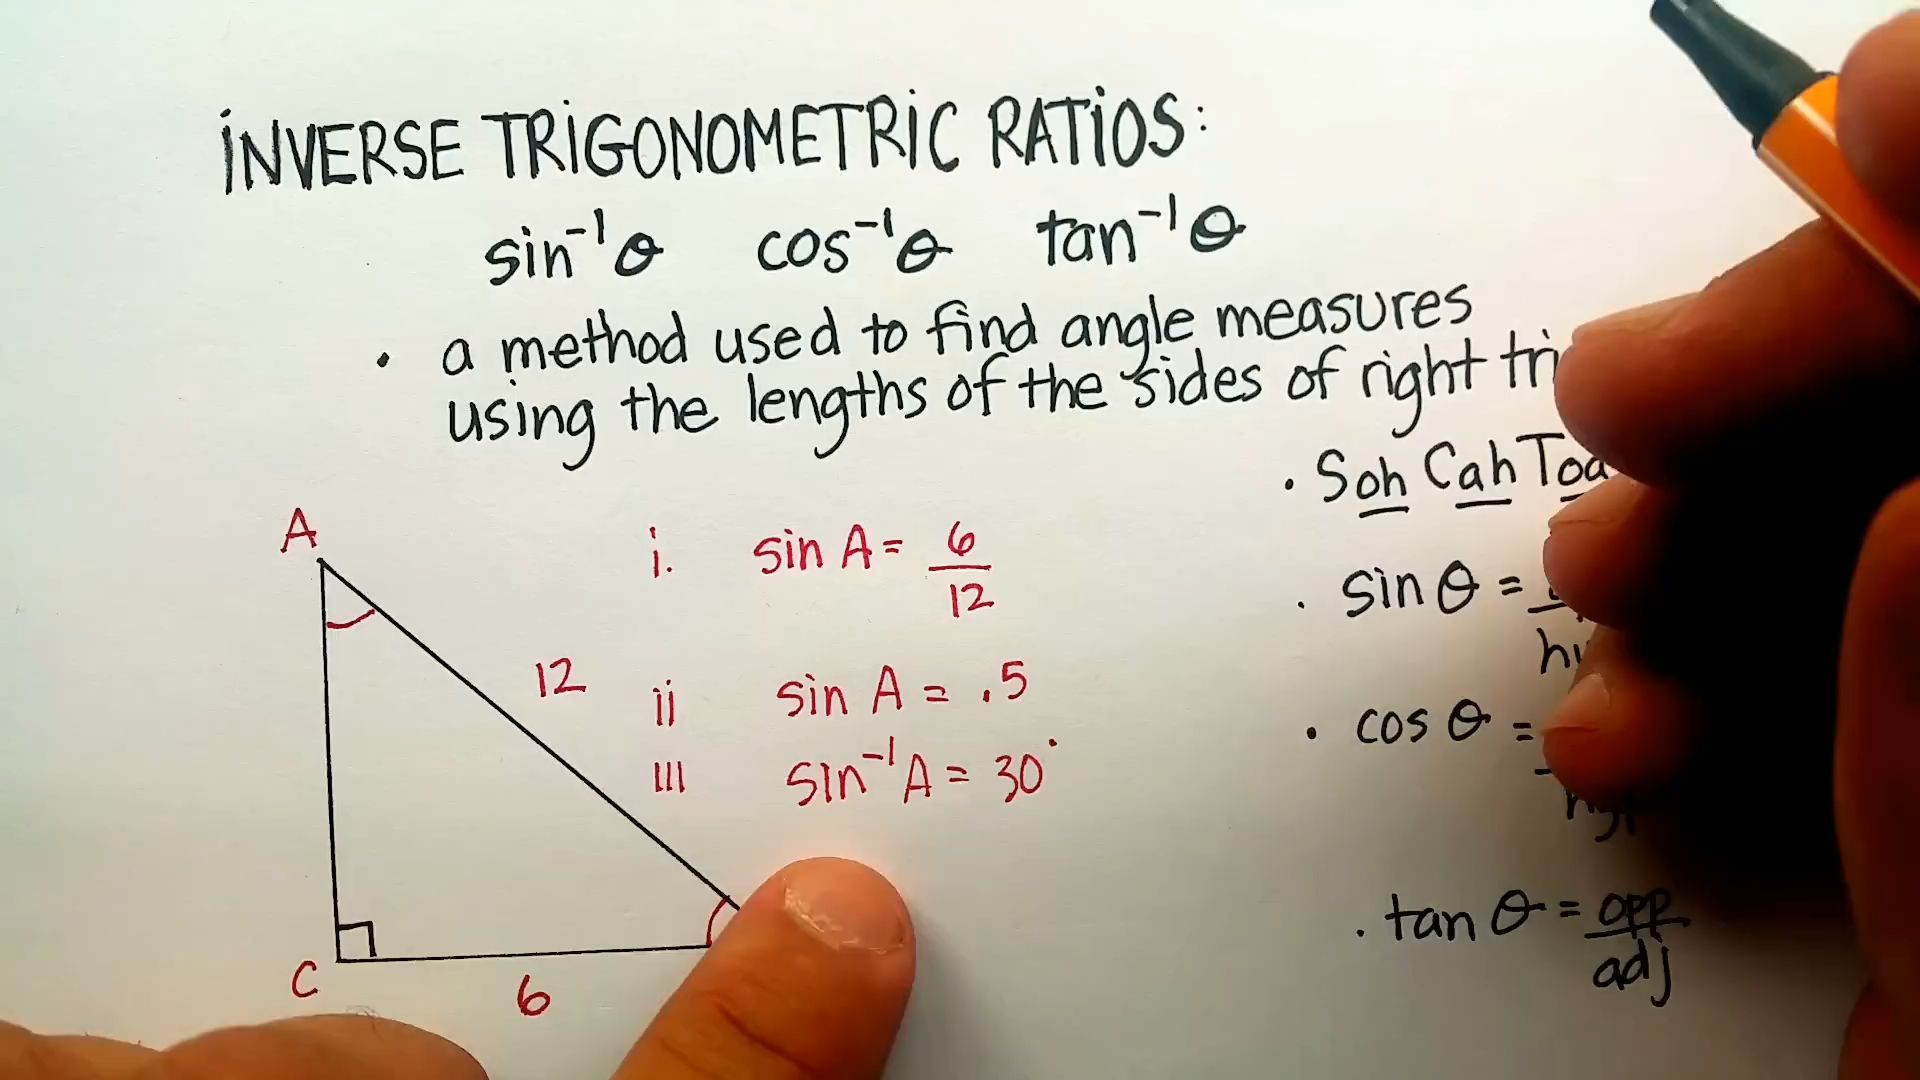 iNVERSE TRiGONOMETRiC RATiOS:
sin⁻¹θ cos⁻¹θ tan⁻¹θ
• a method used to find angle measures
using the lengths of the sides of right
• Soh Cah Toa
A
i. sin A = 6/12
• sin θ =
12
ii sin A = .5
• cos θ =
III sin⁻¹A = 30°
• tan θ = opp/adj
C
6